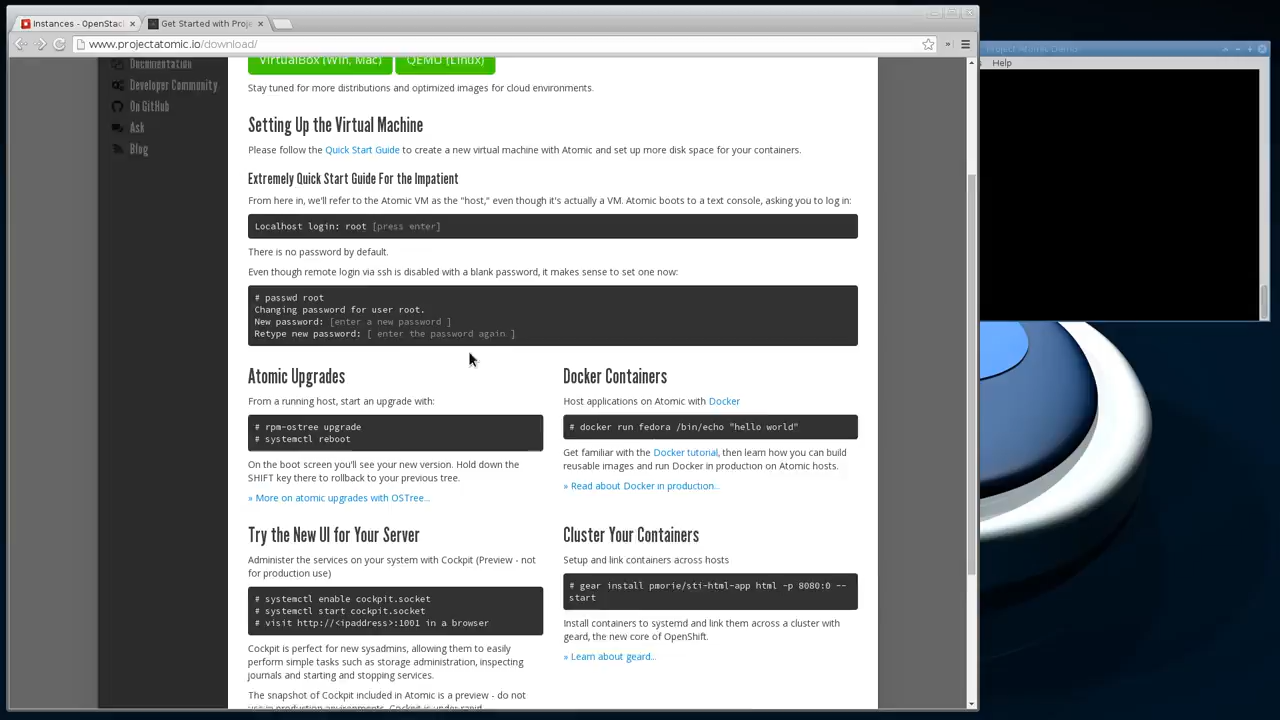 Instances - OpenStac
Get Started with Proje
www.projectatomic.io/download/
Project Atomic Demo
Help
Documentation
Developer Community
On GitHub
Ask
Blog
VirtualBox (Win, Mac)
QEMU (Linux)
Stay tuned for more distributions and optimized images for cloud environments.
Setting Up the Virtual Machine
Please follow the Quick Start Guide to create a new virtual machine with Atomic and set up more disk space for your containers.
Extremely Quick Start Guide For the Impatient
From here in, we'll refer to the Atomic VM as the "host," even though it's actually a VM. Atomic boots to a text console, asking you to log in:
Localhost login: root [press enter]
There is no password by default.
Even though remote login via ssh is disabled with a blank password, it makes sense to set one now:
# passwd root
Changing password for user root.
New password: [enter a new password ]
Retype new password: [ enter the password again ]
Atomic Upgrades
From a running host, start an upgrade with:
# rpm-ostree upgrade
# systemctl reboot
On the boot screen you'll see your new version. Hold down the
SHIFT key there to rollback to your previous tree.
» More on atomic upgrades with OSTree...
Docker Containers
Host applications on Atomic with Docker
# docker run fedora /bin/echo "hello world"
Get familiar with the Docker tutorial, then learn how you can build
reusable images and run Docker in production on Atomic hosts.
» Read about Docker in production...
Try the New UI for Your Server
Administer the services on your system with Cockpit (Preview - not
for production use)
# systemctl enable cockpit.socket
# systemctl start cockpit.socket
# visit http://<ipaddress>:1001 in a browser
Cockpit is perfect for new sysadmins, allowing them to easily
perform simple tasks such as storage administration, inspecting
journals and starting and stopping services.
The snapshot of Cockpit included in Atomic is a preview - do not
use in production environments. Cockpit is under rapid
Cluster Your Containers
Setup and link containers across hosts
# gear install pmorie/sti-html-app html -p 8080:0 --
start
Install containers to systemd and link them across a cluster with
geard, the new core of OpenShift.
» Learn about geard...